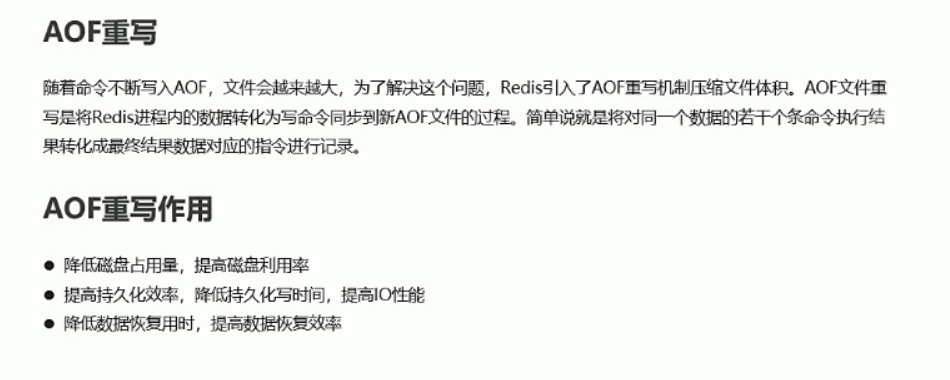 AOF重写
随着命令不断写入AOF，文件会越来越大，为了解决这个问题，Redis引入了AOF重写机制压缩文件体积。AOF文件重
写是将Redis进程内的数据转化为写命令同步到新AOF文件的过程。简单说就是将对同一个数据的若干个条命令执行结
果转化成最终结果数据对应的指令进行记录。
AOF重写作用
● 降低磁盘占用量，提高磁盘利用率
● 提高持久化效率，降低持久化写时间，提高IO性能
● 降低数据恢复用时，提高数据恢复效率